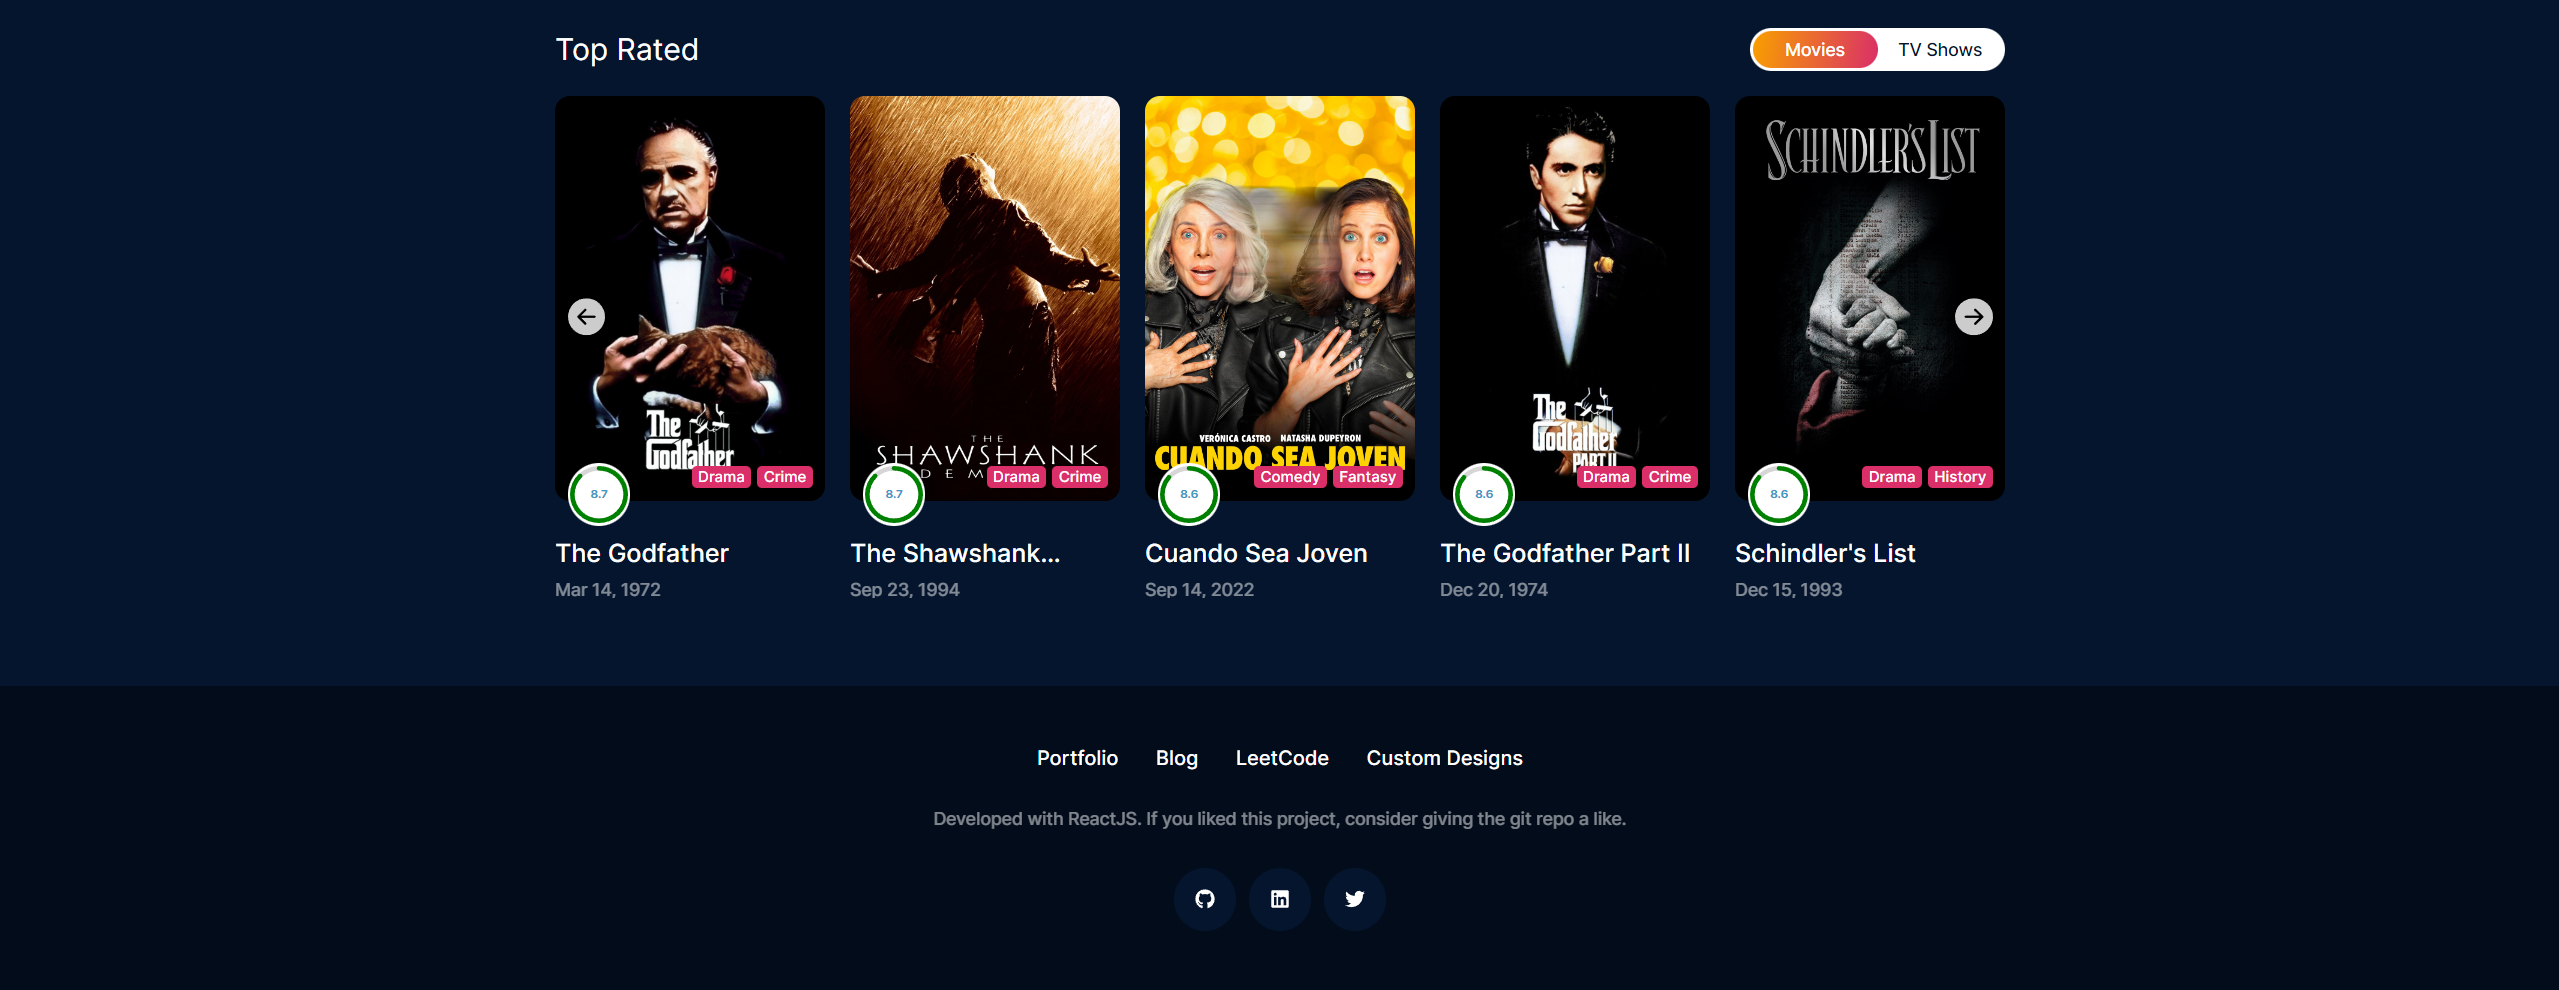 Top Rated
Movies TV Shows
The Godfather
Drama Crime
8.7
The Godfather
Mar 14, 1972
THE
SHAWSHANK
Drama Crime
8.7
The Shawshank...
Sep 23, 1994
VERÓNICA CASTRO NATASHA DUPEYRON
CUANDO SEA JOVEN
Comedy Fantasy
8.6
Cuando Sea Joven
Sep 14, 2022
The Godfather
PART II
Drama Crime
8.6
The Godfather Part II
Dec 20, 1974
SCHINDLER'S LIST
Drama History
8.6
Schindler's List
Dec 15, 1993
Portfolio Blog LeetCode Custom Designs
Developed with ReactJS. If you liked this project, consider giving the git repo a like.
in